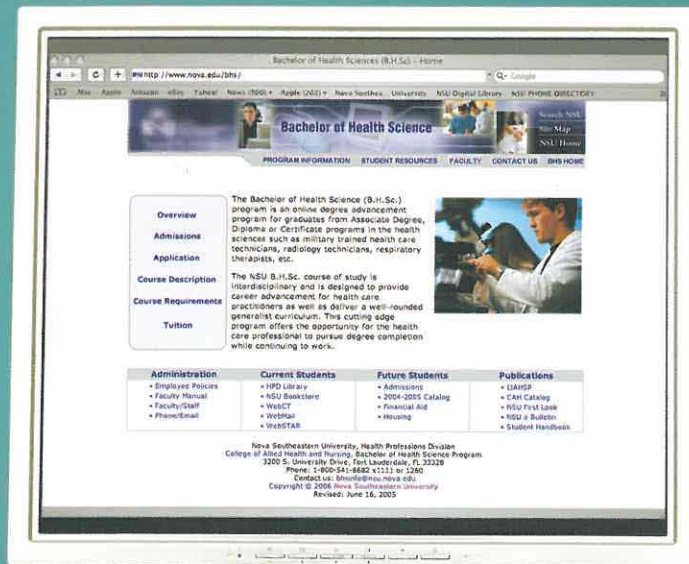 Bachelor of Health Sciences (B.H.Sc) - Home
http://www.nova.edu/bhs/
Google
Mac Apple Amazon eBay Yahoo! News (900) Apple (202) Nova Southea... University NSU Digital Library NSU PHONE DIRECTORY
Bachelor of Health Science
Search NSU
Site Map
NSU Home
PROGRAM INFORMATION STUDENT RESOURCES FACULTY CONTACT US BHS HOME
Overview
Admissions
Application
Course Description
Course Requirements
Tuition
The Bachelor of Health Science (B.H.Sc.)
program is an online degree advancement
program for graduates from Associate Degree,
Diploma or Certificate programs in the health
sciences such as military trained health care
technicians, radiology technicians, respiratory
therapists, etc.
The NSU B.H.Sc. course of study is
interdisciplinary and is designed to provide
career advancement for health care
practitioners as well as deliver a well-rounded
generalist curriculum. This cutting edge
program offers the opportunity for the health
care professional to pursue degree completion
while continuing to work.
Administration Current Students Future Students Publications
• Employee Policies • HPD Library • Admissions • IJAHSP
• Faculty Manual • NSU Bookstore • 2004-2005 Catalog • CAH Catalog
• Faculty/Staff • WebCT • Financial Aid • NSU First Look
• Phone/Email • WebMail • Housing • NSU e Bulletin
• WebSTAR • Student Handbook
Nova Southeastern University, Health Professions Division
College of Allied Health and Nursing, Bachelor of Health Science Program
3200 S. University Drive, Fort Lauderdale, FL 33328
Phone: 1-800-541-6682 x1111 or 1260
Contact us: bhsinfo@nsu.nova.edu
Copyright © 2006 Nova Southeastern University
Revised: June 16, 2005